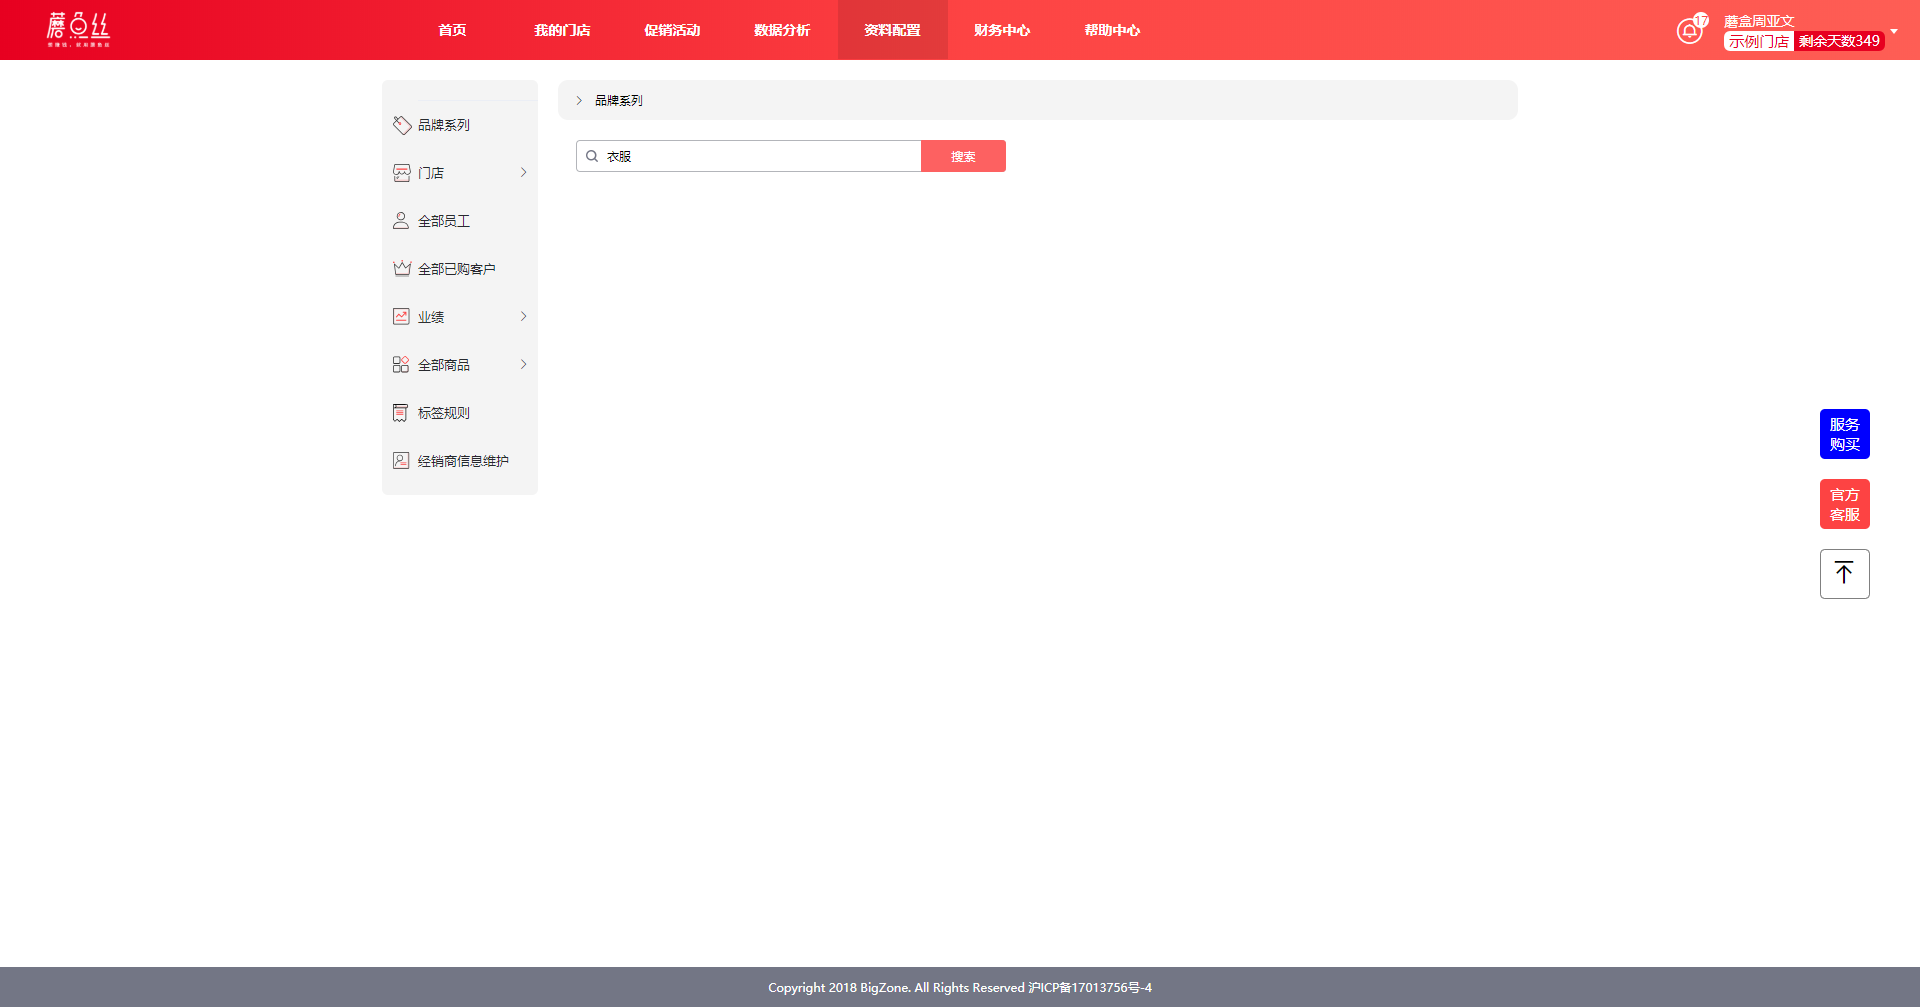 蘑点丝
首页
我的门店
促销活动
数据分析
资料配置
财务中心
帮助中心
17
蘑盒周亚文
示例门店 剩余天数349
品牌系列
门店
全部员工
全部已购客户
业绩
全部商品
标签规则
经销商信息维护
品牌系列
衣服
搜索
服务
购买
官方
客服
Copyright 2018 BigZone. All Rights Reserved 沪ICP备17013756号-4